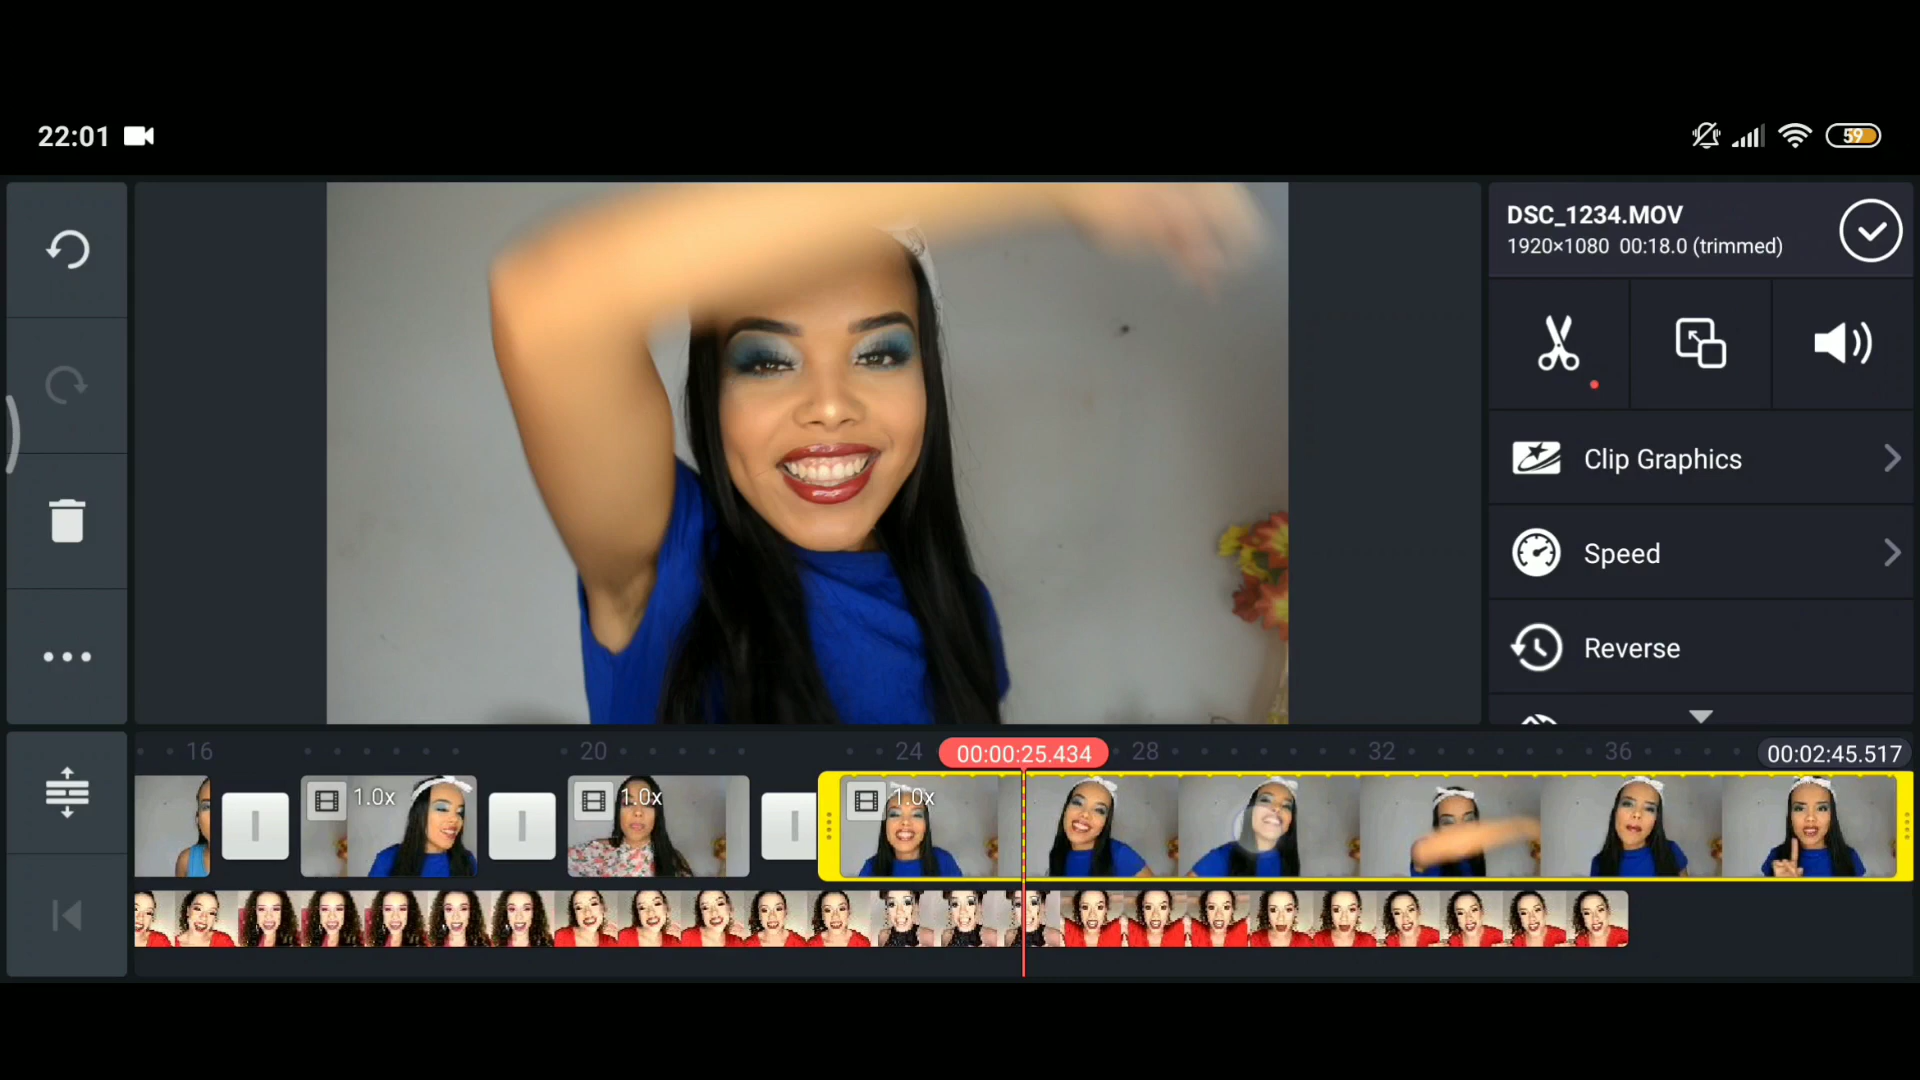 22:01
59
DSC_1234.MOV
1920×1080 00:18.0 (trimmed)
Clip Graphics
Speed
Reverse
16
20
24
00:00:25.434
28
32
36
00:02:45.517
1.0x
1.0x
1.0x